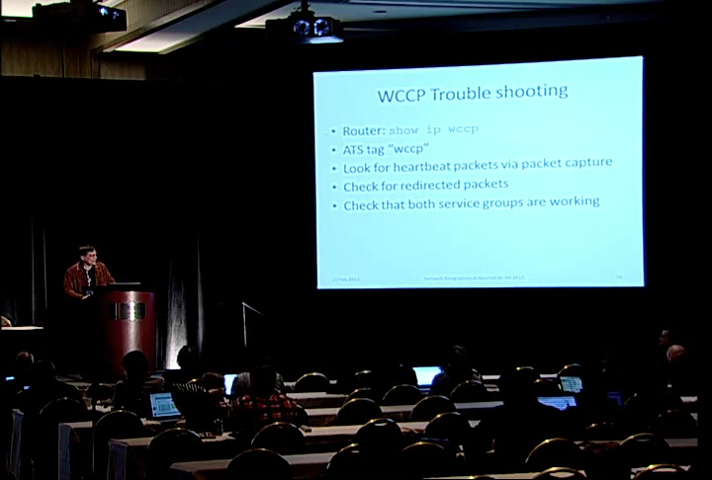 WCCP Trouble shooting
• Router: show ip wccp
• ATS tag "wccp"
• Look for heartbeat packets via packet capture
• Check for redirected packets
• Check that both service groups are working